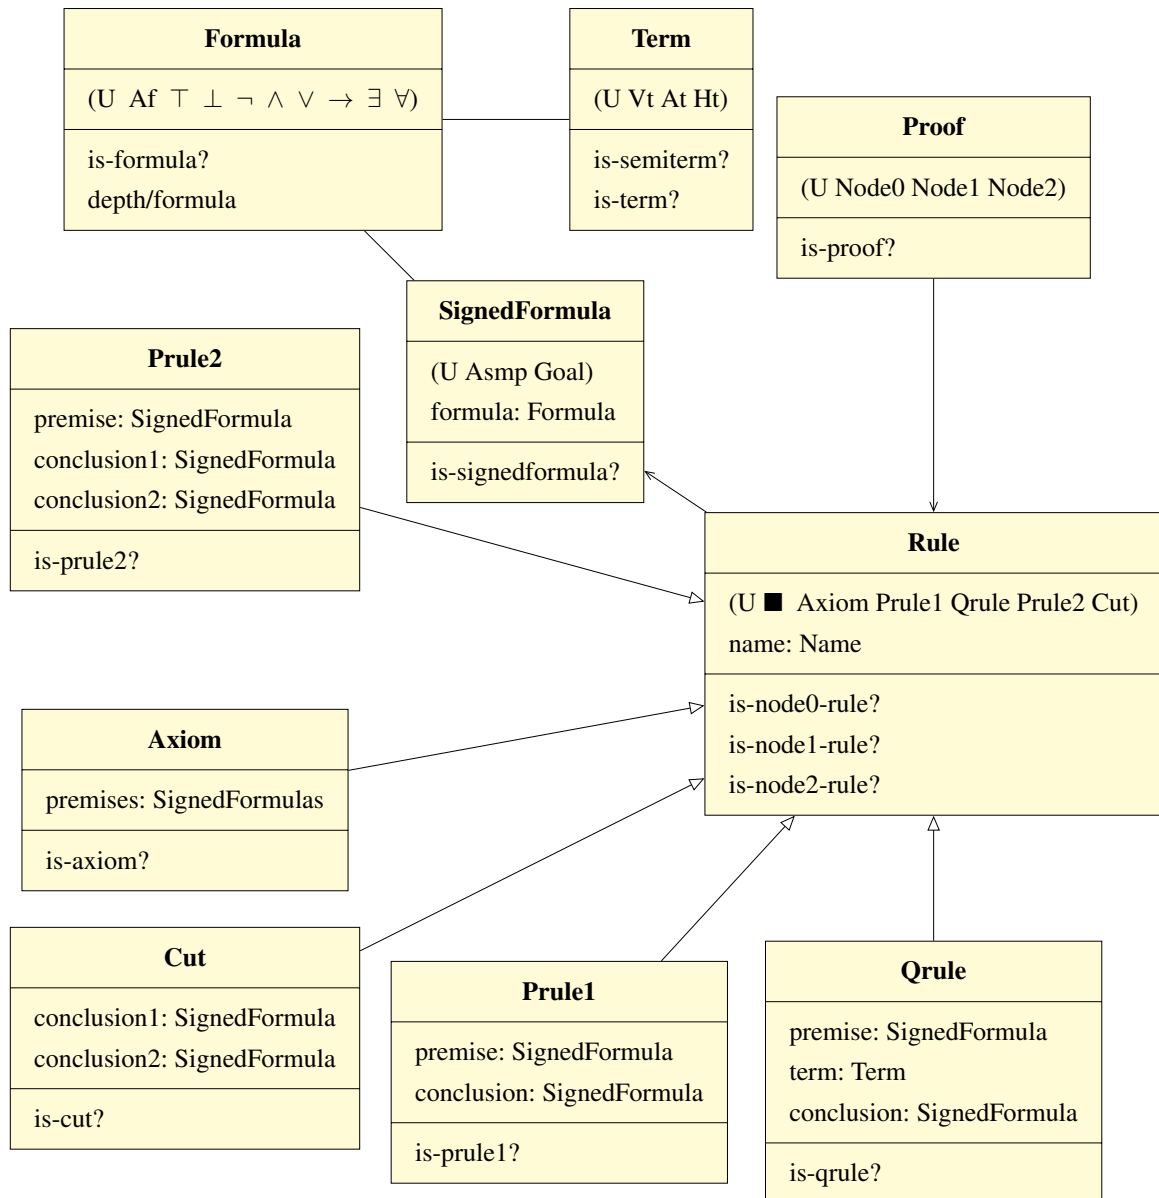 Formula
(U Af ⊤ ⊥ ¬ ∧ ∨ → ∃ ∀)
is-formula?
depth/formula
Term
(U Vt At Ht)
is-semiterm?
is-term?
Proof
(U Node0 Node1 Node2)
is-proof?
SignedFormula
(U Asmp Goal)
formula: Formula
is-signedformula?
Prule2
premise: SignedFormula
conclusion1: SignedFormula
conclusion2: SignedFormula
is-prule2?
Rule
(U ■ Axiom Prule1 Qrule Prule2 Cut)
name: Name
is-node0-rule?
is-node1-rule?
is-node2-rule?
Axiom
premises: SignedFormulas
is-axiom?
Cut
conclusion1: SignedFormula
conclusion2: SignedFormula
is-cut?
Prule1
premise: SignedFormula
conclusion: SignedFormula
is-prule1?
Qrule
premise: SignedFormula
term: Term
conclusion: SignedFormula
is-qrule?